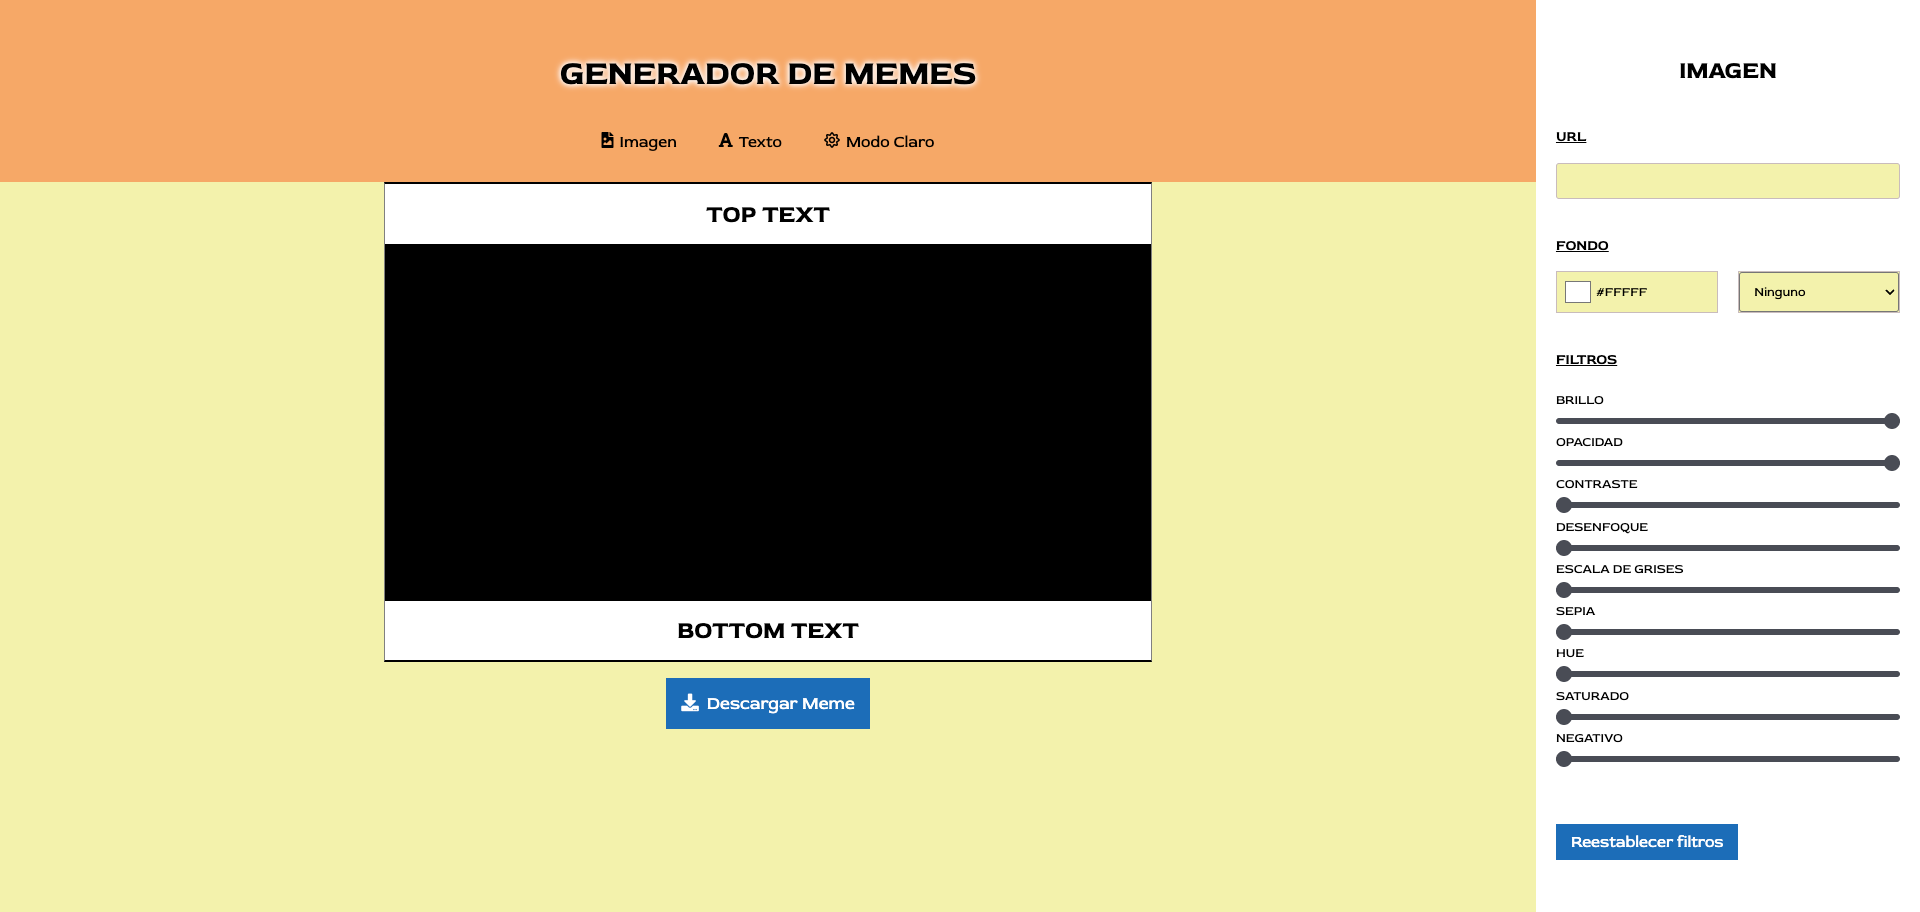 GENERADOR DE MEMES
Imagen
Texto
Modo Claro
TOP TEXT
BOTTOM TEXT
Descargar Meme
IMAGEN
URL
FONDO
#FFFFF
Ninguno
FILTROS
BRILLO
OPACIDAD
CONTRASTE
DESENFOQUE
ESCALA DE GRISES
SEPIA
HUE
SATURADO
NEGATIVO
Reestablecer filtros